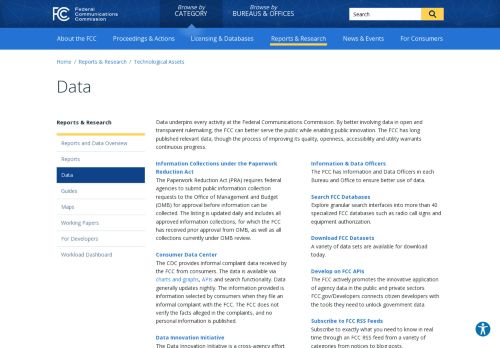 Federal
Communications
Commission
Browse by
CATEGORY
Browse by
BUREAUS & OFFICES
Search
About the FCC
Proceedings & Actions
Licensing & Databases
Reports & Research
News & Events
For Consumers
Home / Reports & Research / Technological Assets
Data
Reports & Research
Reports and Data Overview
Reports
Data
Guides
Maps
Working Papers
For Developers
Workload Dashboard
Data underpins every activity at the Federal Communications Commission. By better involving data in open and
transparent rulemaking, the FCC can better serve the public while enabling public innovation. The FCC has long
published relevant data, though the process of improving its quality, openness, accessibility and utility warrants
continuous progress.
Information Collections under the Paperwork
Reduction Act
The Paperwork Reduction Act (PRA) requires federal
agencies to submit public information collection
requests to the Office of Management and Budget
(OMB) for approval before information can be
collected. The listing is updated daily and includes all
approved information collections, for which the FCC
has received prior approval from OMB, as well as all
collections currently under OMB review.
Consumer Data Center
The CDC provides informal complaint data received by
the FCC from consumers. The data is available via
charts and graphs, APIs and search functionality. Data
generally updates nightly. The information provided is
information selected by consumers when they file an
informal complaint with the FCC. The FCC does not
verify the facts alleged in the complaints, and no
personal information is published.
Data Innovation Initiative
The Data Innovation Initiative is a cross-agency effort
Information & Data Officers
The FCC has Information and Data Officers in each
Bureau and Office to ensure better use of data.
Search FCC Databases
Explore granular search interfaces into more than 40
specialized FCC databases such as radio call signs and
equipment authorization.
Download FCC Datasets
A variety of data sets are available for download
today.
Develop on FCC APIs
The FCC actively promotes the innovative application
of agency data in the public and private sectors.
FCC.gov/Developers connects citizen developers with
the tools they need to unlock government data.
Subscribe to FCC RSS Feeds
Subscribe to exactly what you need to know in real
time through an FCC RSS feed from a variety of
categories from notices to blog posts.